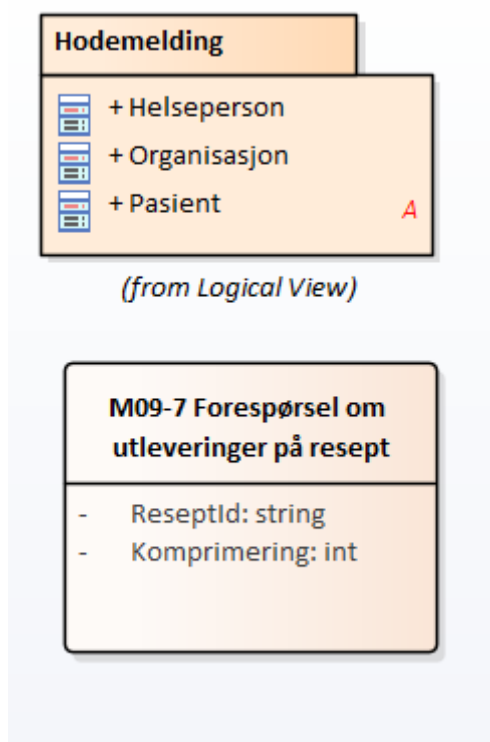 Hodemelding
+ Helseperson
+ Organisasjon
+ Pasient
A
(from Logical View)
M09-7 Forespørsel om
utleveringer på resept
- ReseptId: string
- Komprimering: int